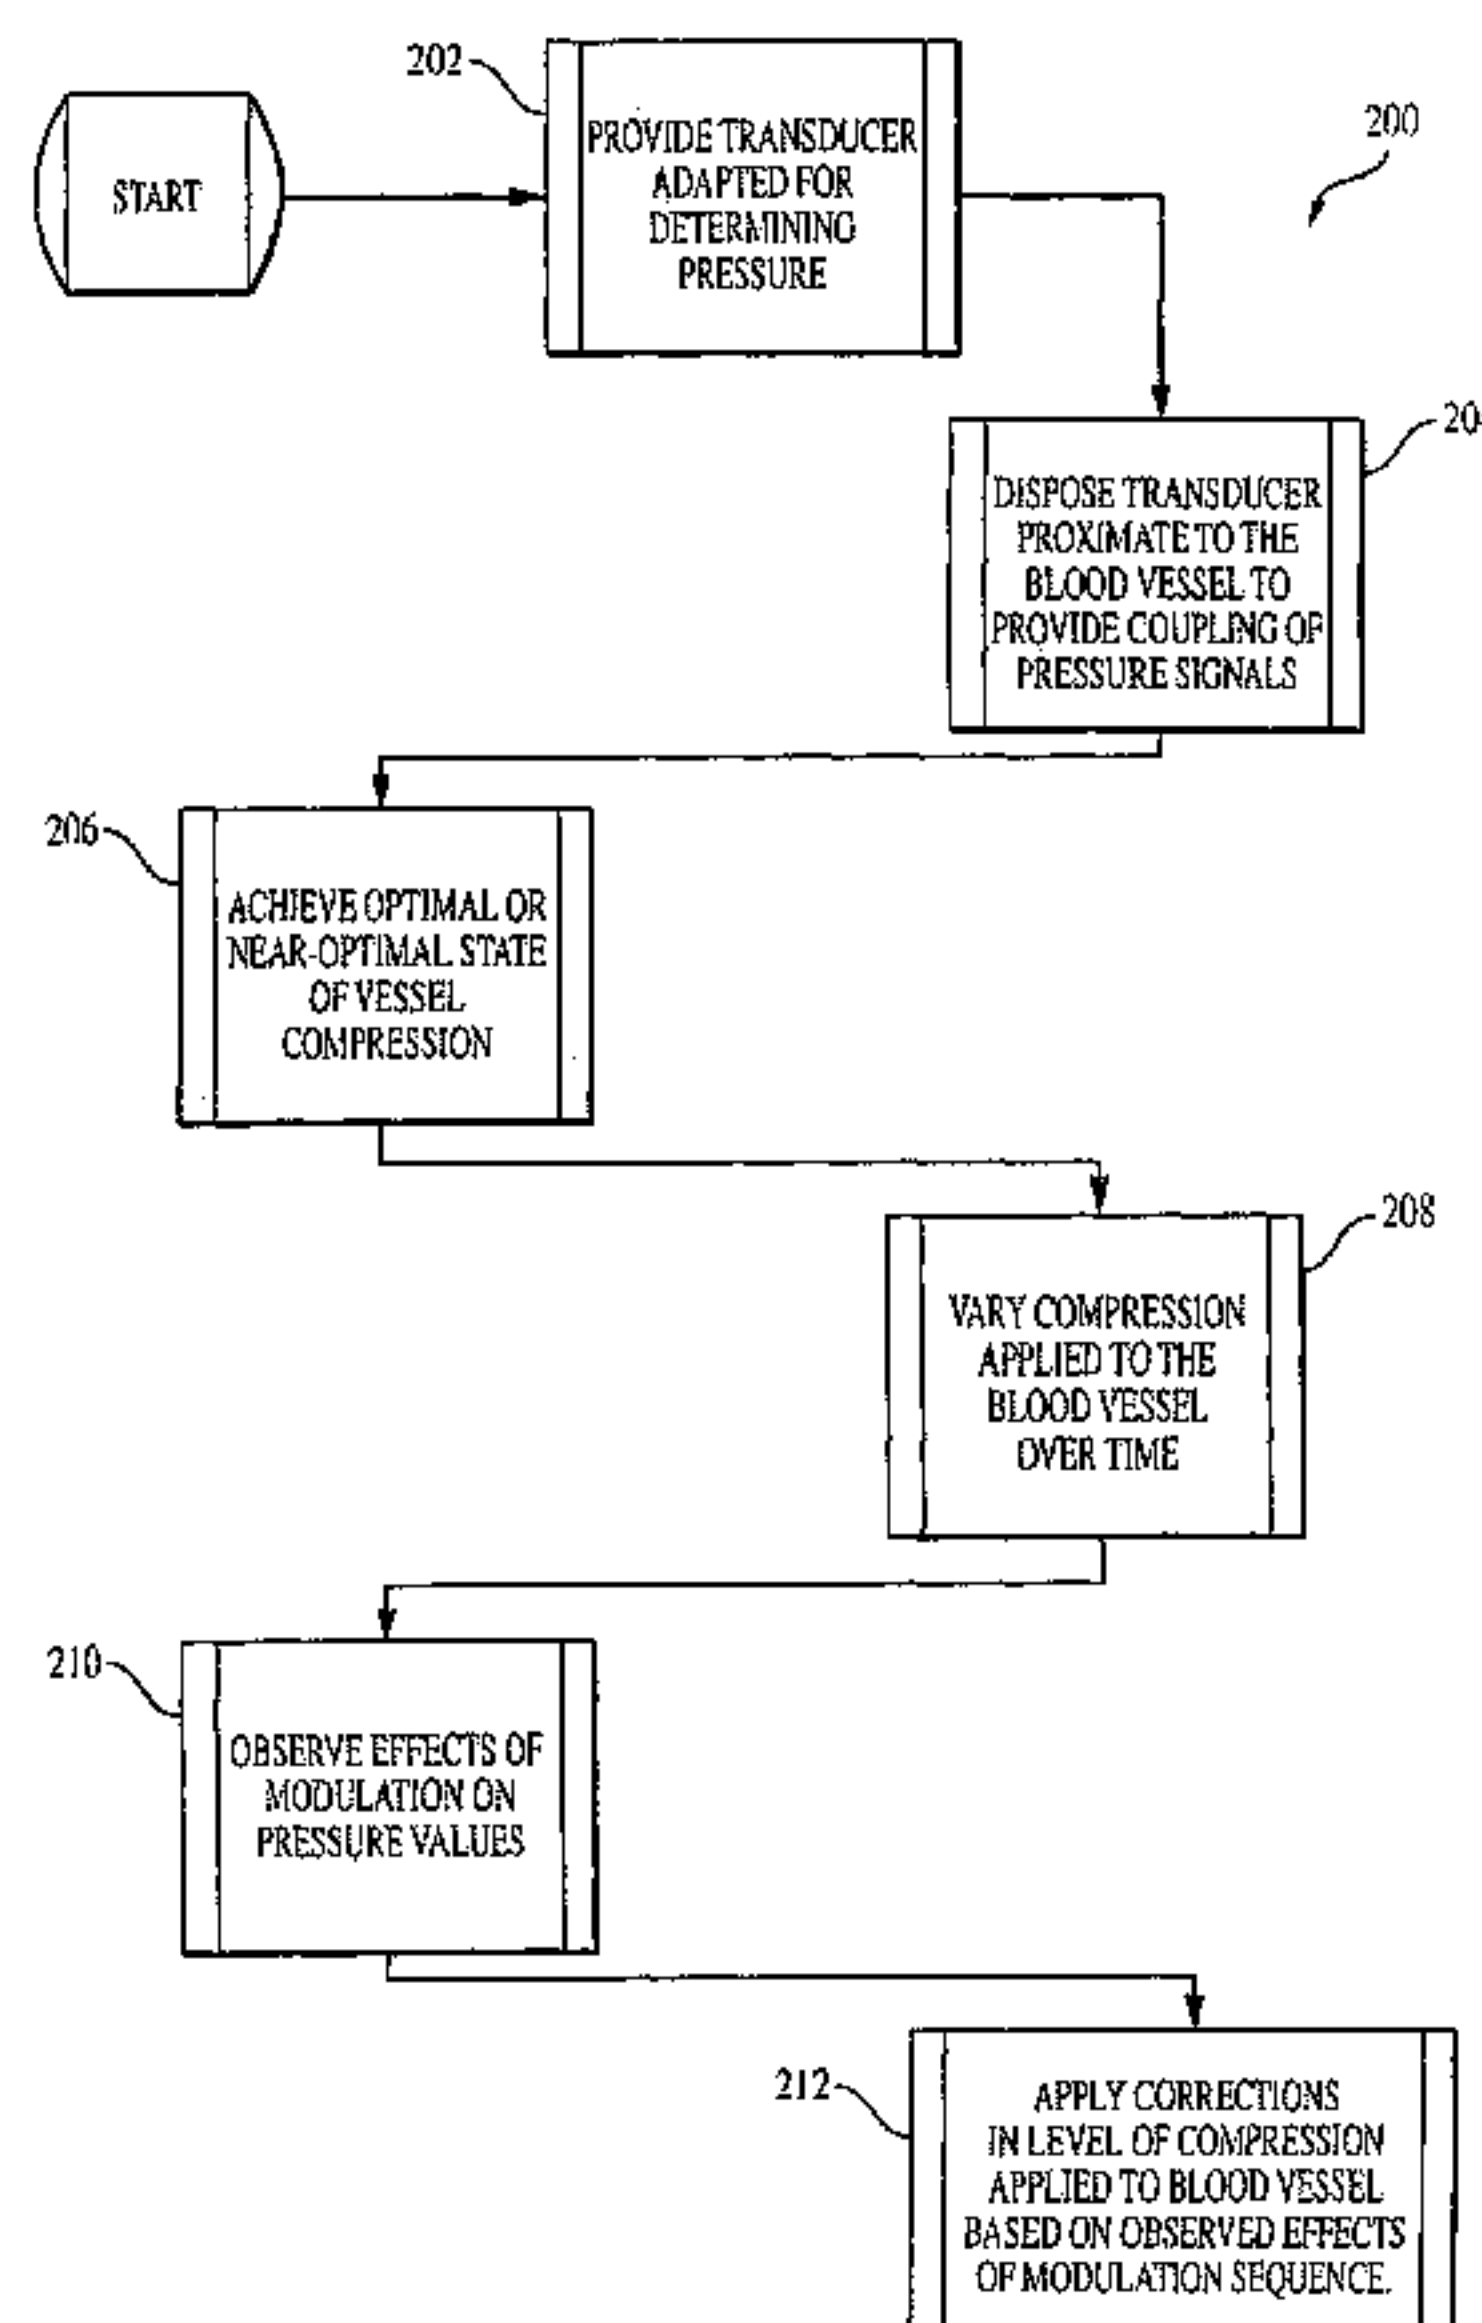 202
PROVIDE TRANSDUCER
ADAPTED FOR
DETERMINING
PRESSURE
START
200
20
DISPOSE TRANSDUCER
PROXIMATE TO THE
BLOOD VESSEL TO
PROVIDE COUPLING OF
PRESSURE SIGNALS
206
ACHIEVE OPTIMAL OR
NEAR-OPTIMAL STATE
OF VESSEL
COMPRESSION
208
VARY COMPRESSION
APPLIED TO THE
BLOOD VESSEL
OVER TIME
210
OBSERVE EFFECTS OF
MODULATION ON
PRESSURE VALUES
212
APPLY CORRECTIONS
IN LEVEL OF COMPRESSION
APPLIED TO BLOOD VESSEL
BASED ON OBSERVED EFFECTS
OF MODULATION SEQUENCE.